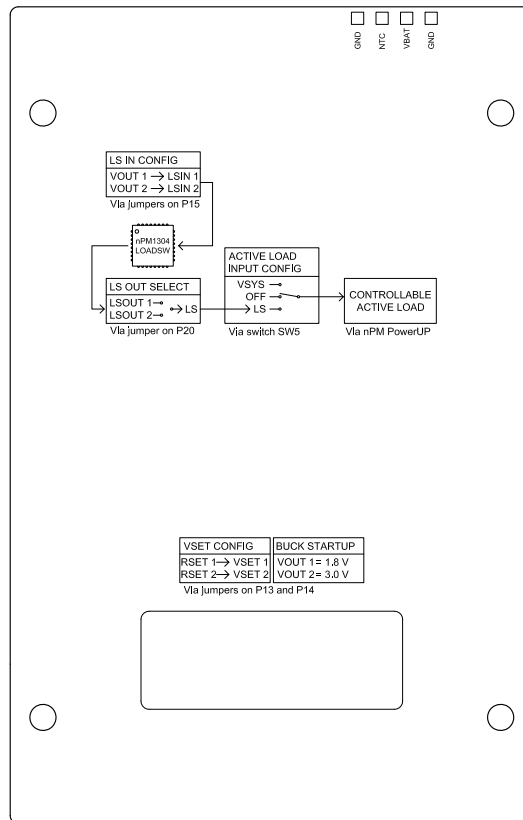 GND
NTC
VBAT
GND
LS IN CONFIG
VOUT 1 → LSIN 1
VOUT 2 → LSIN 2
Via jumpers on P15
nPM1304
LOADSW
LS OUT SELECT
LSOUT 1
LSOUT 2
LS
Via jumper on P20
ACTIVE LOAD
INPUT CONFIG
VSYS
OFF
LS
Via switch SW5
CONTROLLABLE
ACTIVE LOAD
Via nPM PowerUP
VSET CONFIG
RSET 1→ VSET 1
RSET 2→ VSET 2
Via jumpers on P13 and P14
BUCK STARTUP
VOUT 1 = 1.8 V
VOUT 2 = 3.0 V